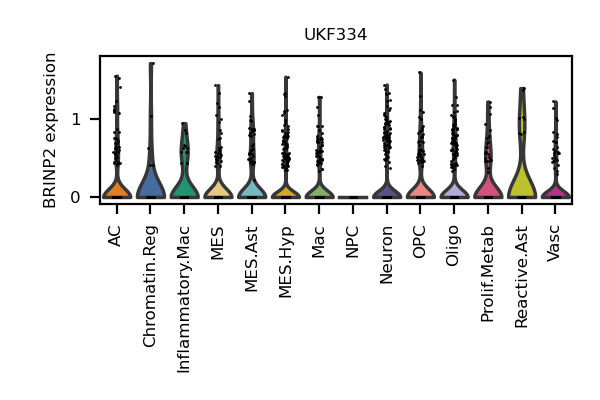 UKF334
BRINP2 expression
1
0
AC
Chromatin.Reg
Inflammatory.Mac
MES
MES.Ast
MES.Hyp
Mac
NPC
Neuron
OPC
Oligo
Prolif.Metab
Reactive.Ast
Vasc